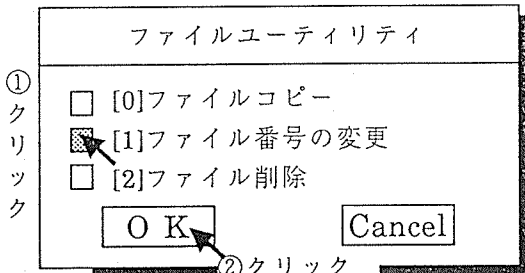 ファイルユーティリティ
①クリック
[0]ファイルコピー
[1]ファイル番号の変更
[2]ファイル削除
OK
Cancel
②クリック